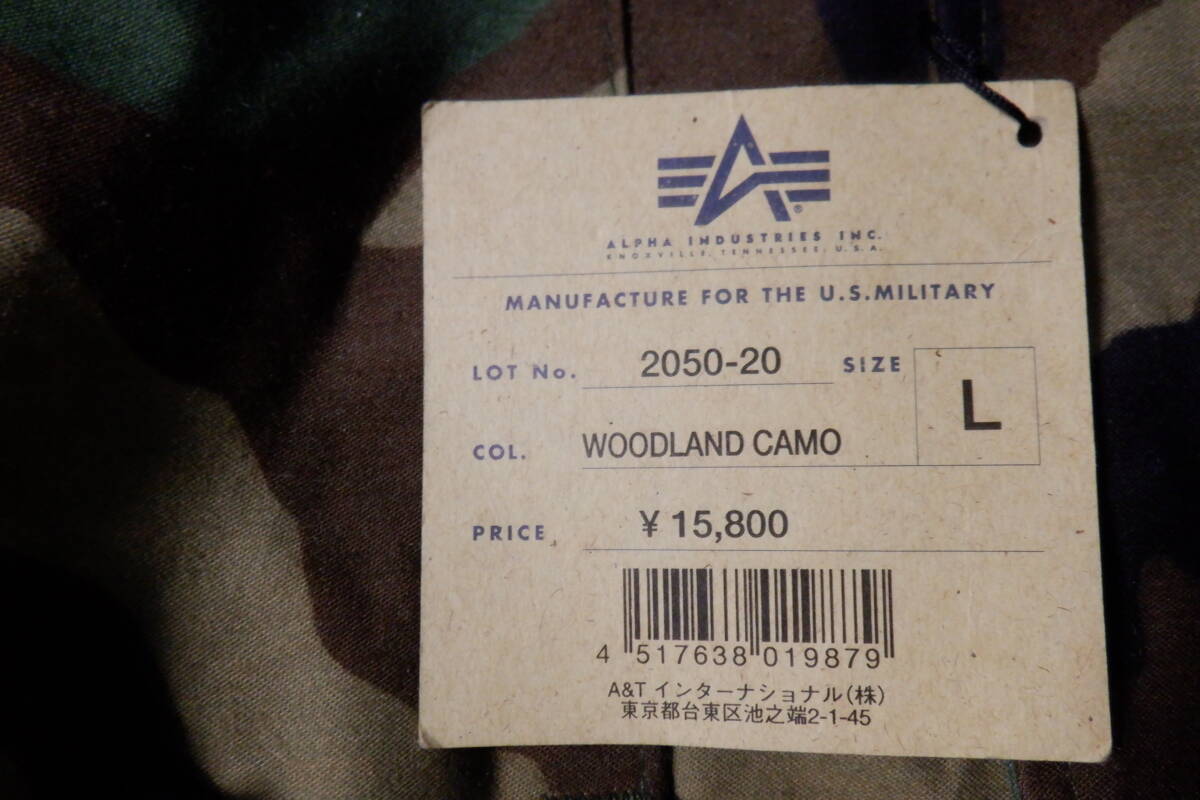 ALPHA INDUSTRIES INC.
KNOXVILLE, TENNESSEE, U.S.A.
MANUFACTURE FOR THE U.S.MILITARY
LOT No. 2050-20 SIZE L
COL. WOODLAND CAMO
PRICE ¥ 15,800
4 517638 019879
A&T インターナショナル(株)
東京都台東区池之端2-1-45